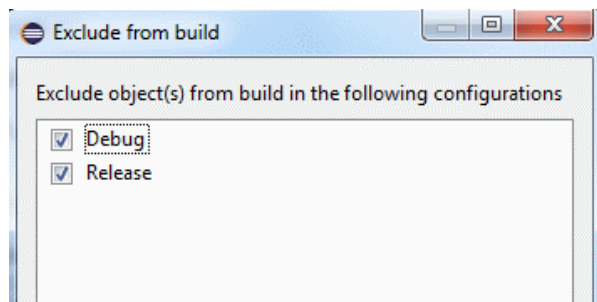 Exclude from build
Exclude object(s) from build in the following configurations
Debug
Release